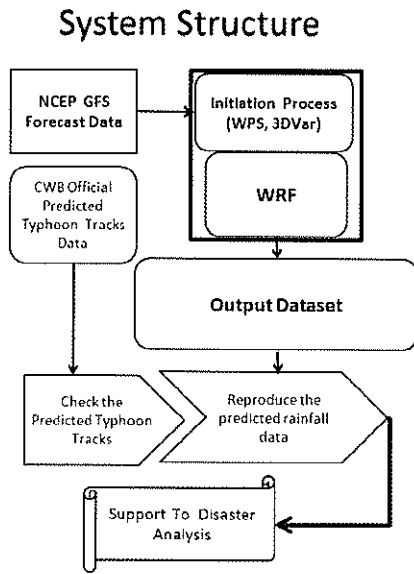 System Structure
NCEP GFS
Forecast Data
Initiation Process
(WPS, 3DVar)
WRF
CWB Official
Predicted
Typhoon Tracks
Data
Output Dataset
Check the
Predicted Typhoon
Tracks
Reproduce the
predicted rainfall
data
Support To Disaster
Analysis